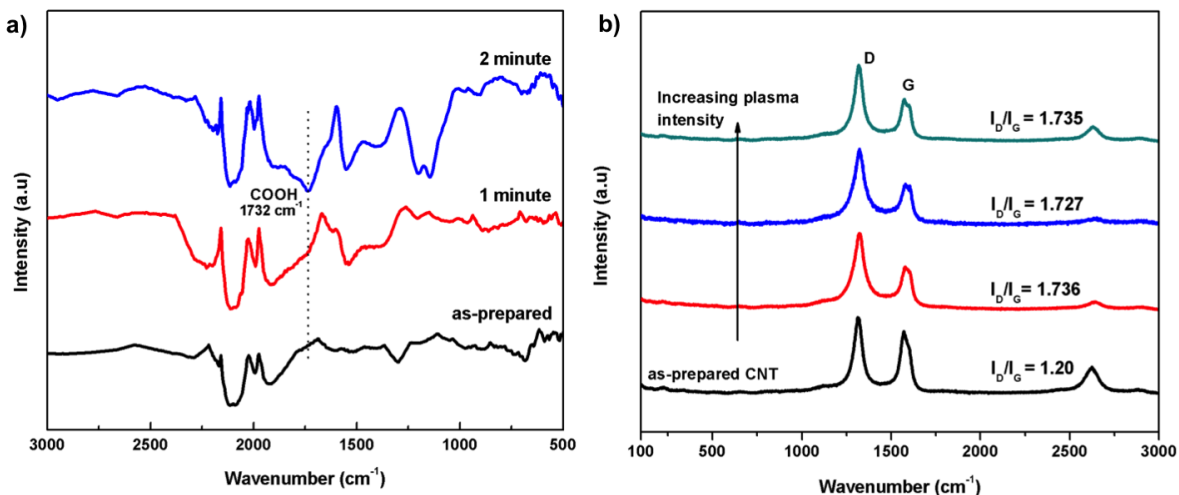 a)
2 minute
COOH
1732 cm⁻¹
1 minute
as-prepared
Intensity (a.u)
3000 2500 2000 1500 1000 500
Wavenumber (cm⁻¹)
b)
D
G
Increasing plasma
intensity
I_D/I_G = 1.735
I_D/I_G = 1.727
I_D/I_G = 1.736
as-prepared CNT
I_D/I_G = 1.20
Intensity (a.u)
100 500 1000 1500 2000 2500 3000
Wavenumber (cm⁻¹)